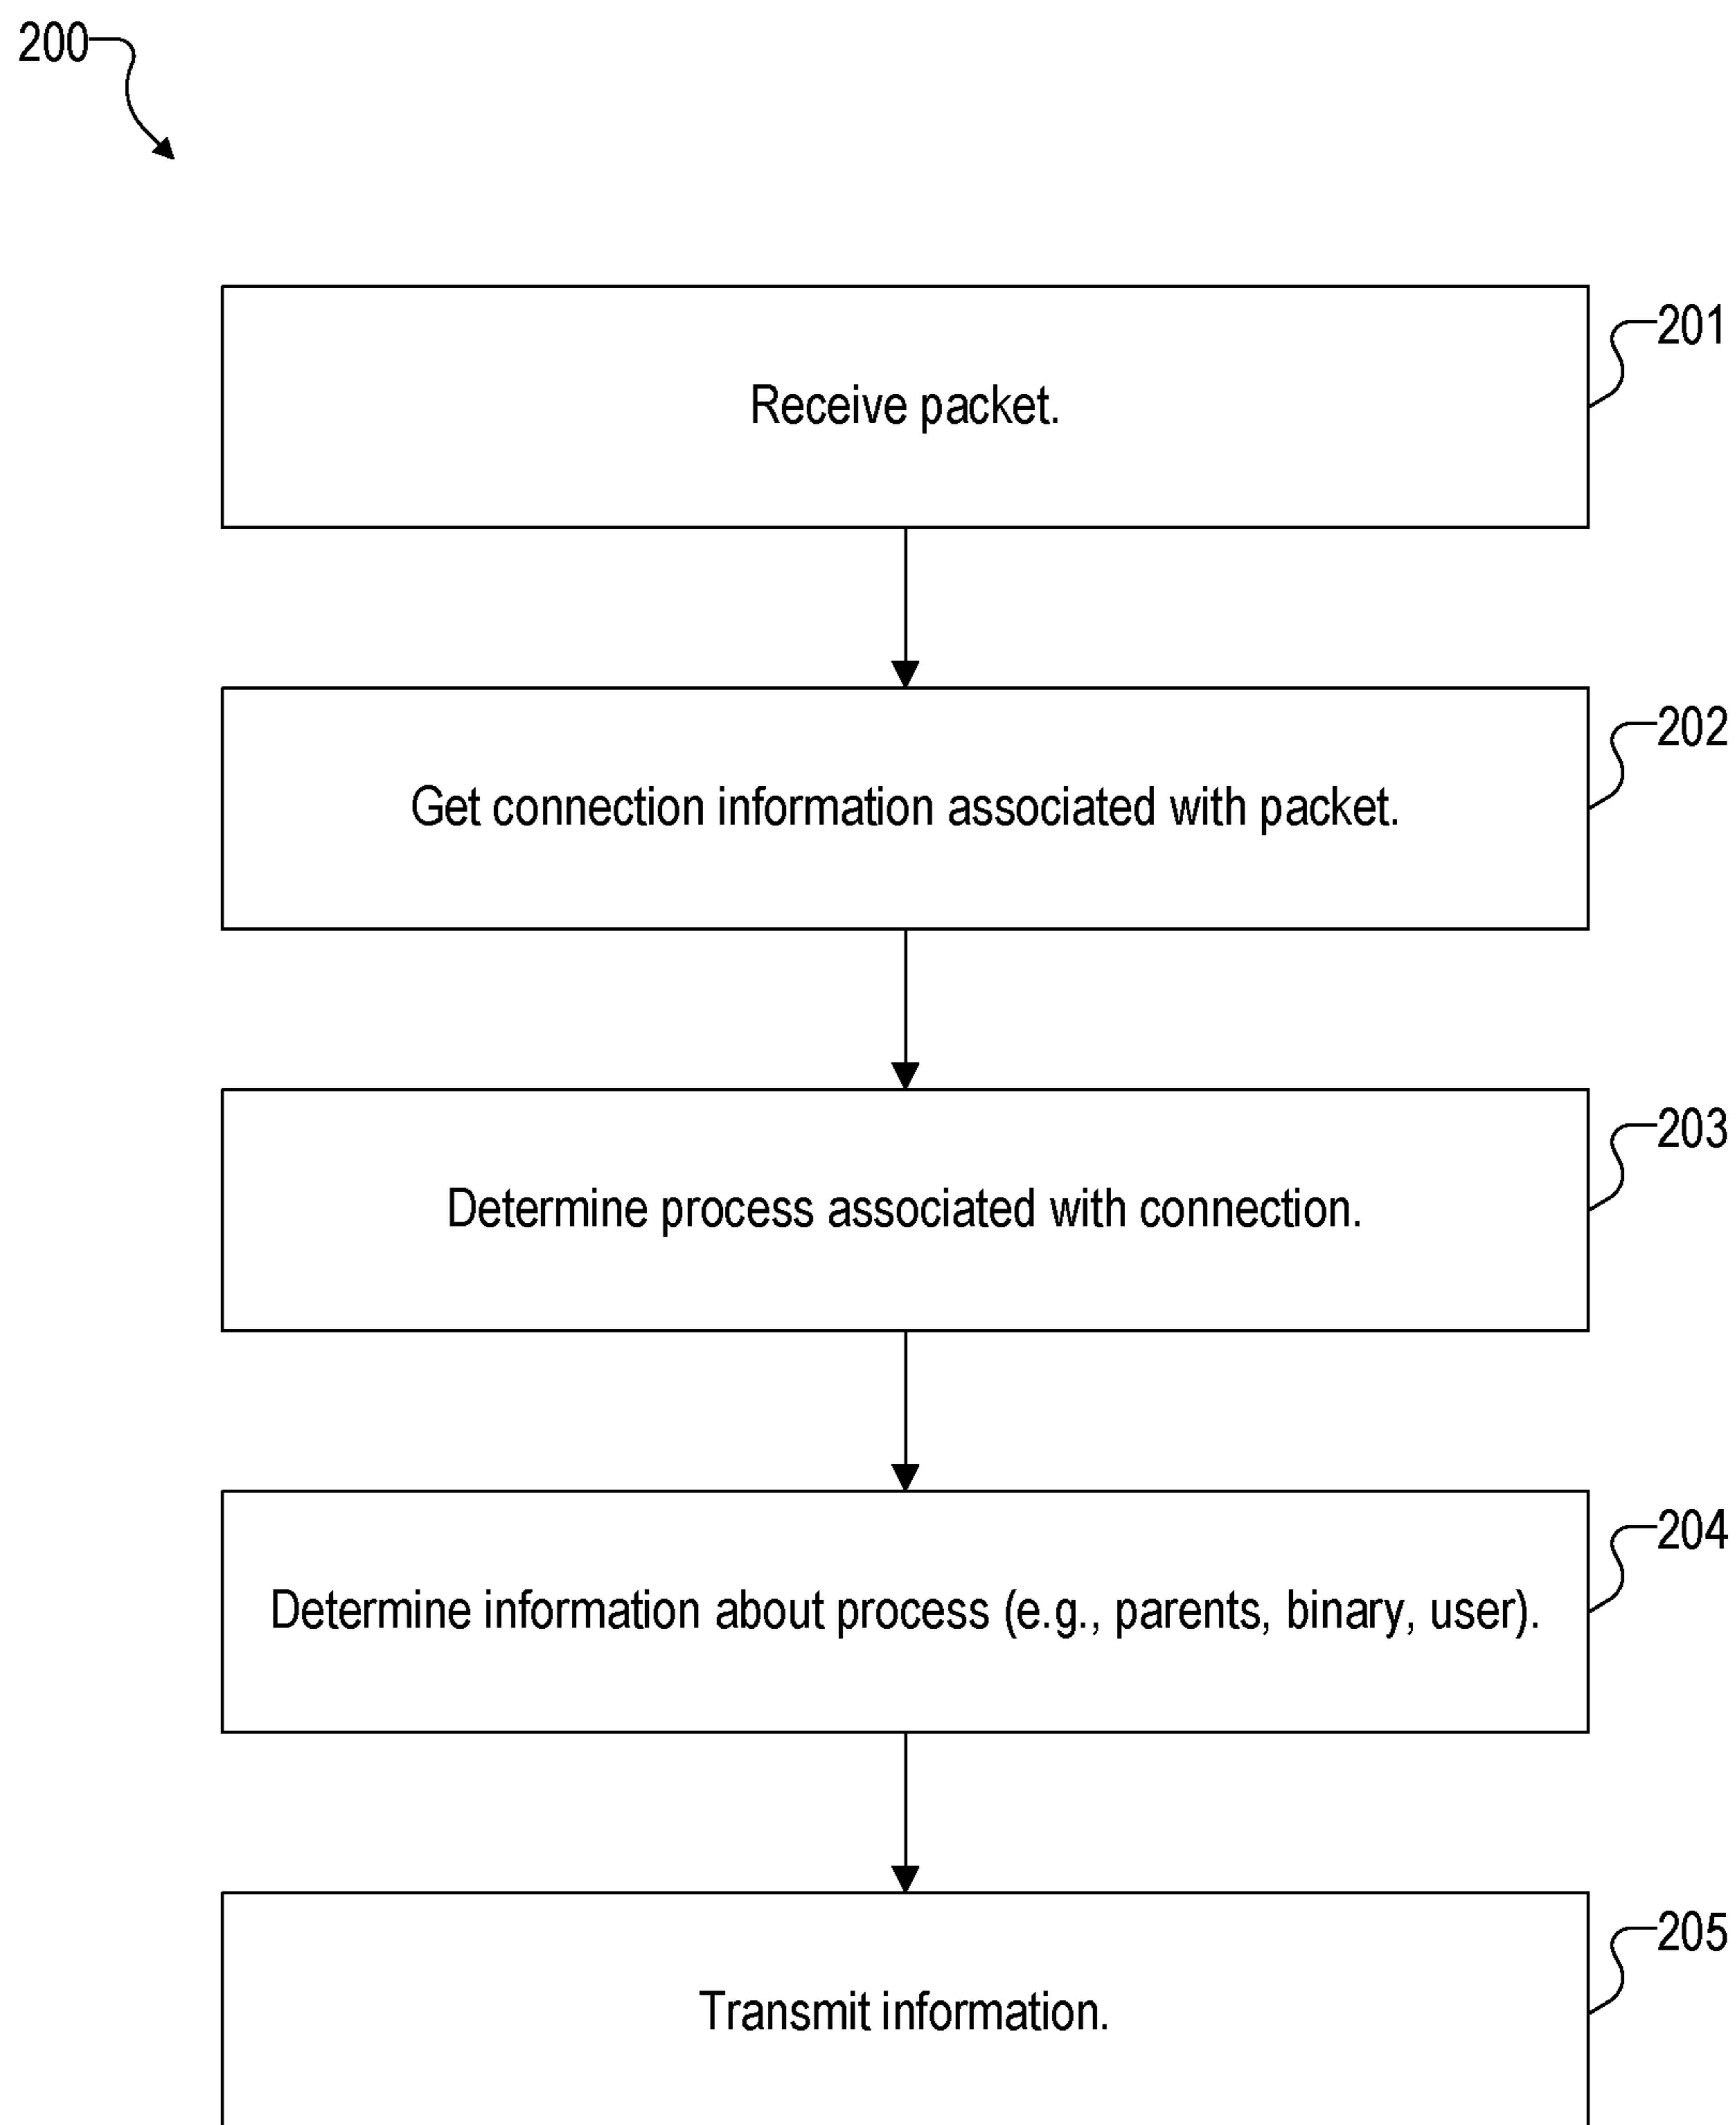 200
Receive packet.
201
Get connection information associated with packet.
202
Determine process associated with connection.
203
Determine information about process (e.g., parents, binary, user).
204
Transmit information.
205